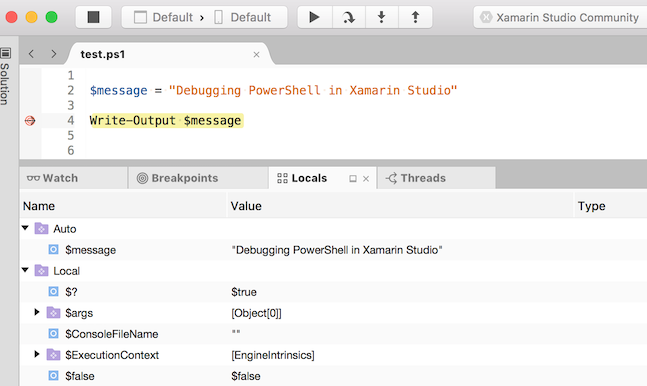 Default › Default
Xamarin Studio Community
Solution
test.ps1
1
2 $message = "Debugging PowerShell in Xamarin Studio"
3
4 Write-Output $message
5
6
Watch Breakpoints Locals Threads
Name Value Type
Auto
$message "Debugging PowerShell in Xamarin Studio"
Local
$? $true
$args [Object[0]]
$ConsoleFileName ""
$ExecutionContext [EngineIntrinsics]
$false $false